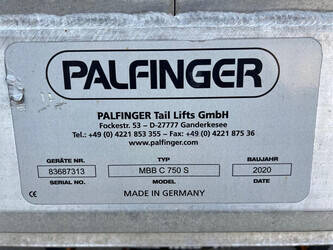 PALFINGER
PALFINGER Tail Lifts GmbH
Fockestr. 53 – D-27777 Ganderkesee
Tel.: +49 (0) 4221 853 355 – Fax: +49 (0) 4221 875 36
www.palfinger.com
GERÄTE NR. TYP BAUJAHR
83687313 MBB C 750 S 2020
SERIAL NO. MODEL DATE
CE MADE IN GERMANY